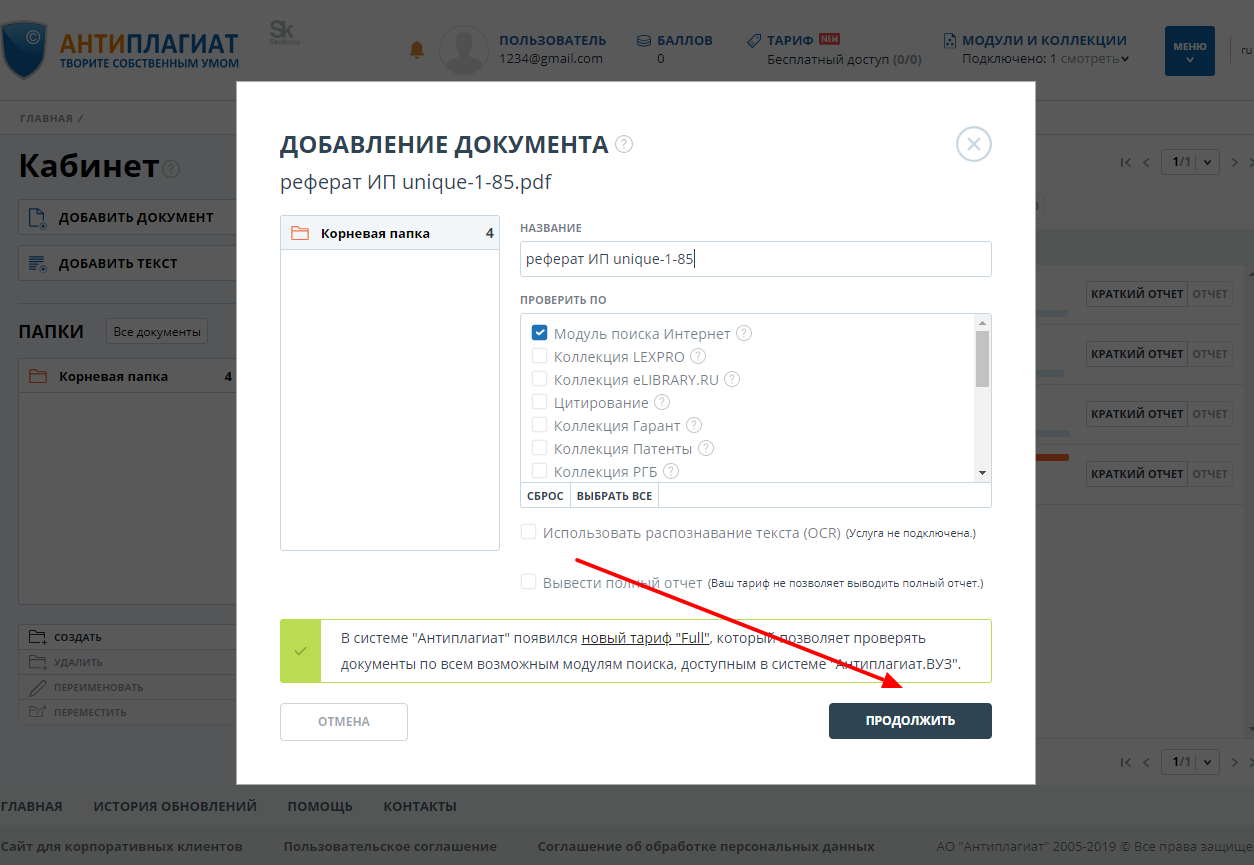 АНТИПЛАГИАТ
ТВОРИТЕ СОБСТВЕННЫМ УМОМ
Sk
ПОЛЬЗОВАТЕЛЬ
1234@gmail.com
БАЛЛОВ
0
ТАРИФ NEW
Бесплатный доступ (0/0)
МОДУЛИ И КОЛЛЕКЦИИ
Подключено: 1 смотреть
МЕНЮ
ru
ГЛАВНАЯ /
Кабинет
1/1
ДОБАВИТЬ ДОКУМЕНТ
ДОБАВИТЬ ТЕКСТ
ПАПКИ
Все документы
Корневая папка 4
СОЗДАТЬ
УДАЛИТЬ
ПЕРЕИМЕНОВАТЬ
ПЕРЕМЕСТИТЬ
ДОБАВЛЕНИЕ ДОКУМЕНТА
реферат ИП unique-1-85.pdf
Корневая папка 4
НАЗВАНИЕ
реферат ИП unique-1-85
ПРОВЕРИТЬ ПО
Модуль поиска Интернет
Коллекция LEXPRO
Коллекция eLIBRARY.RU
Цитирование
Коллекция Гарант
Коллекция Патенты
Коллекция РГБ
СБРОС ВЫБРАТЬ ВСЕ
Использовать распознавание текста (OCR) (Услуга не подключена.)
Вывести полный отчет (Ваш тариф не позволяет выводить полный отчет.)
В системе "Антиплагиат" появился новый тариф "Full", который позволяет проверять
документы по всем возможным модулям поиска, доступным в системе "Антиплагиат.ВУЗ".
ОТМЕНА
ПРОДОЛЖИТЬ
КРАТКИЙ ОТЧЕТ ОТЧЕТ
КРАТКИЙ ОТЧЕТ ОТЧЕТ
КРАТКИЙ ОТЧЕТ ОТЧЕТ
КРАТКИЙ ОТЧЕТ ОТЧЕТ
1/1
ГЛАВНАЯ ИСТОРИЯ ОБНОВЛЕНИЙ ПОМОЩЬ КОНТАКТЫ
Сайт для корпоративных клиентов Пользовательское соглашение Соглашение об обработке персональных данных АО "Антиплагиат" 2005-2019 © Все права защище